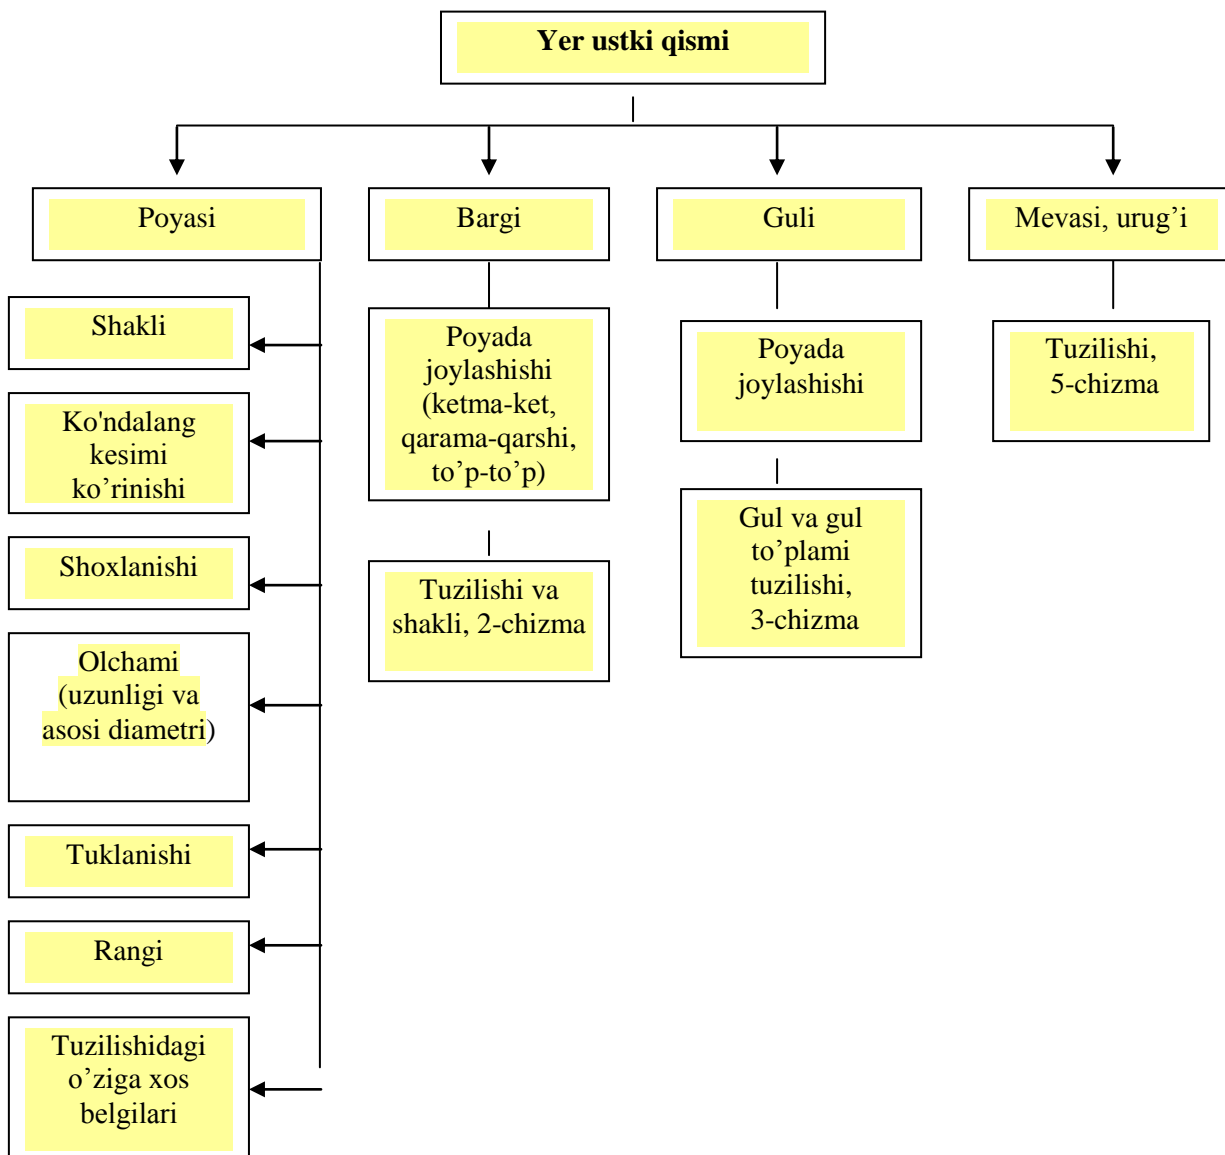 Yer ustki qismi
Poyasi
Bargi
Guli
Mevasi, urug’i
Shakli
Ko'ndalang
kesimi
ko’rinishi
Shoxlanishi
Olchami
(uzunligi va
asosi diametri)
Tuklanishi
Rangi
Tuzilishidagi
o’ziga xos
belgilari
Poyada
joylashishi
(ketma-ket,
qarama-qarshi,
to’p-to’p)
Tuzilishi va
shakli, 2-chizma
Poyada
joylashishi
Gul va gul
to’plami
tuzilishi,
3-chizma
Tuzilishi,
5-chizma